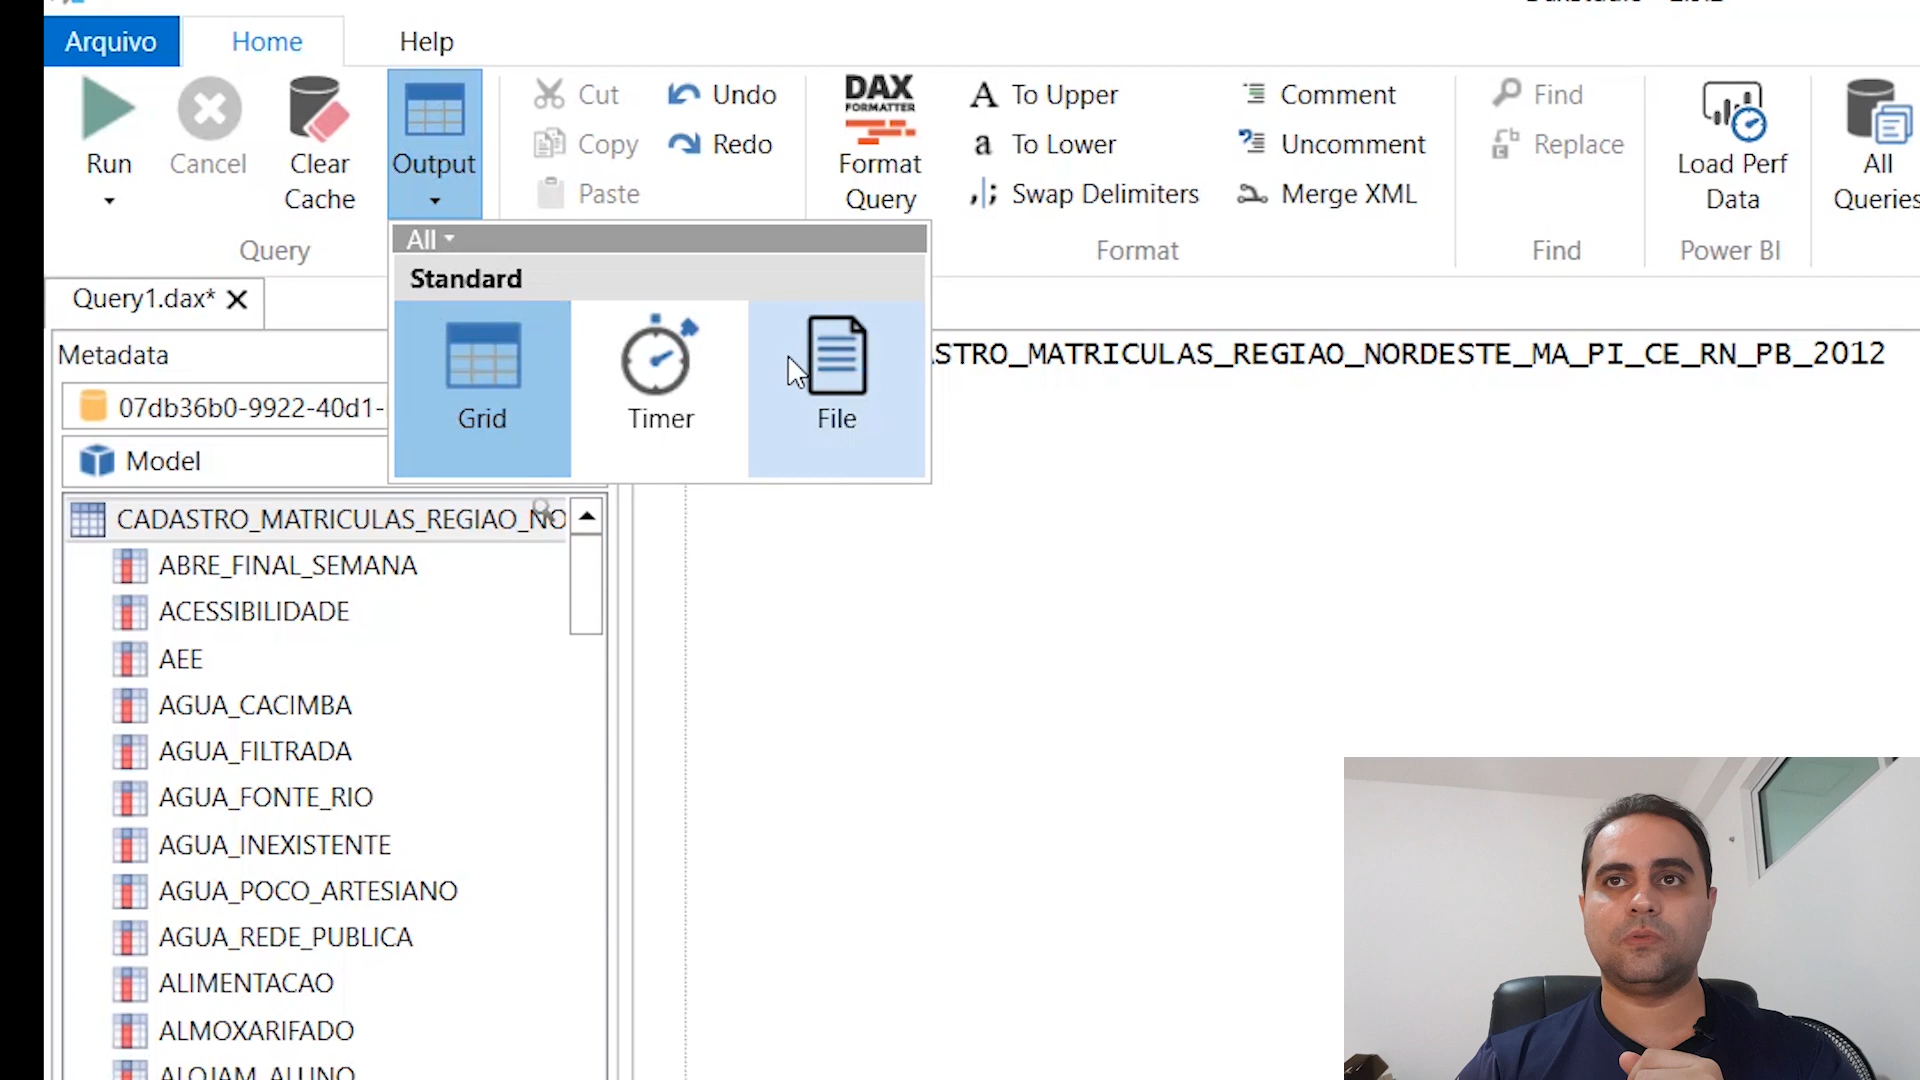 Arquivo
Home
Help
Run
Cancel
Clear
Cache
Output
Cut
Copy
Paste
Undo
Redo
DAX
FORMATTER
Format
Query
To Upper
To Lower
Swap Delimiters
Comment
Uncomment
Merge XML
Find
Replace
Load Perf
Data
All
Queries
Query
Format
Find
Power BI
All
Standard
Grid
Timer
File
Query1.dax*
Metadata
07db36b0-9922-40d1-
Model
ASTRO_MATRICULAS_REGIAO_NORDESTE_MA_PI_CE_RN_PB_2012
CADASTRO_MATRICULAS_REGIAO_NO
ABRE_FINAL_SEMANA
ACESSIBILIDADE
AEE
AGUA_CACIMBA
AGUA_FILTRADA
AGUA_FONTE_RIO
AGUA_INEXISTENTE
AGUA_POCO_ARTESIANO
AGUA_REDE_PUBLICA
ALIMENTACAO
ALMOXARIFADO
ALOJAM_ALUNO